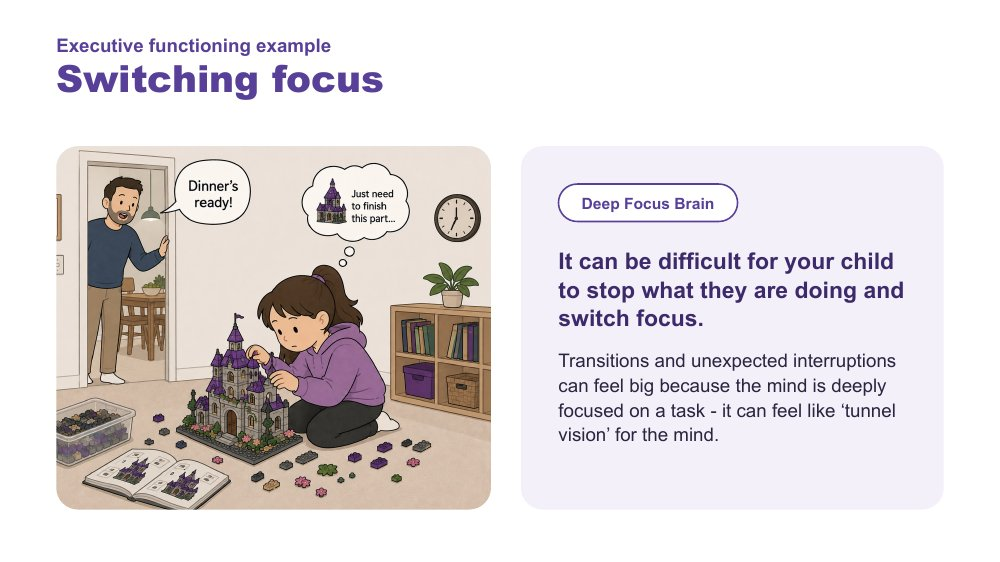 Executive functioning example
Switching focus
Dinner's
ready!
Just need
to finish
this part...
Deep Focus Brain
It can be difficult for your child
to stop what they are doing and
switch focus.
Transitions and unexpected interruptions
can feel big because the mind is deeply
focused on a task - it can feel like ‘tunnel
vision’ for the mind.